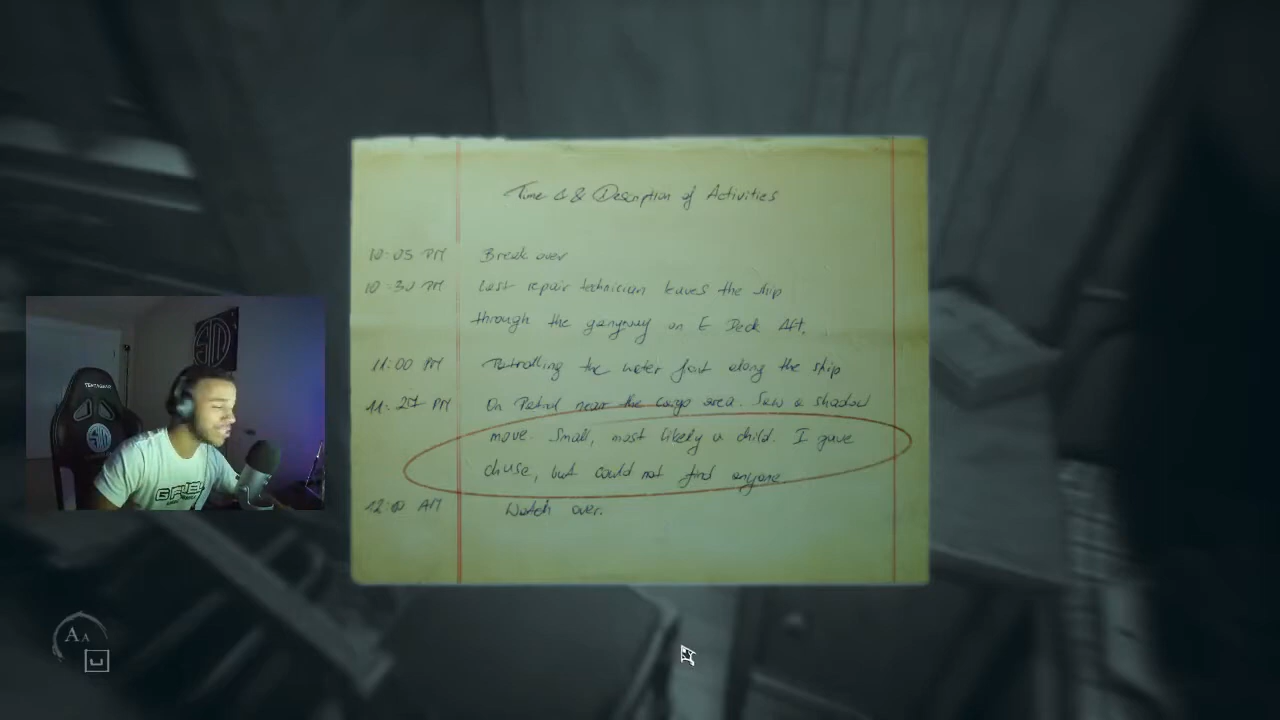 Time & Description of Activities
10:05 PM Break over
10:30 PM Last repair technician leaves the ship
through the gangway on E Deck Aft.
11:00 PM Patrolling the water front along the ship
11:27 PM On Patrol near the cargo area. Saw a shadow
move. Small, most likely a child. I gave
chase, but could not find anyone.
12:00 AM Watch over.
TSM
G FUEL
AA